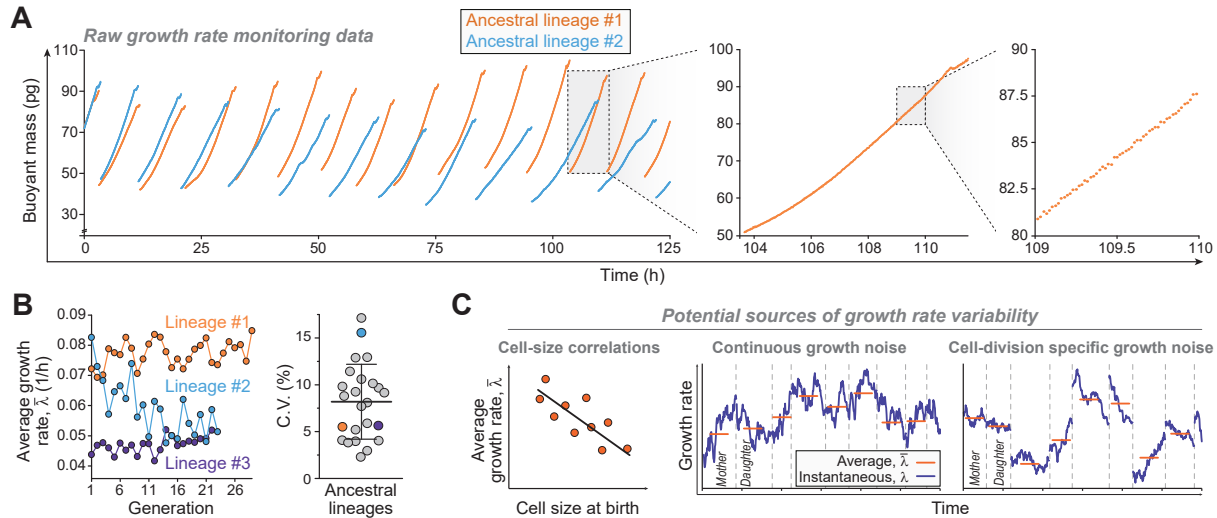 A
Raw growth rate monitoring data
Ancestral lineage #1
Ancestral lineage #2
Buoyant mass (pg)
110
90
70
50
30
0
25
50
75
100
125
100
90
80
70
60
50
104
106
108
110
90
87.5
85
82.5
80
109
109.5
110
Time (h)
B
Average growth
rate, λ̅ (1/h)
0.09
0.08
0.07
0.06
0.05
0.04
Lineage #1
Lineage #2
Lineage #3
1
6
11
16
21
26
Generation
C.V. (%)
15
10
5
0
Ancestral
lineages
C
Potential sources of growth rate variability
Cell-size correlations
Average
growth rate, λ̅
Cell size at birth
Continuous growth noise
Growth rate
Mother
Daughter
Average, λ̅
Instantaneous, λ
Cell-division specific growth noise
Mother
Daughter
Time